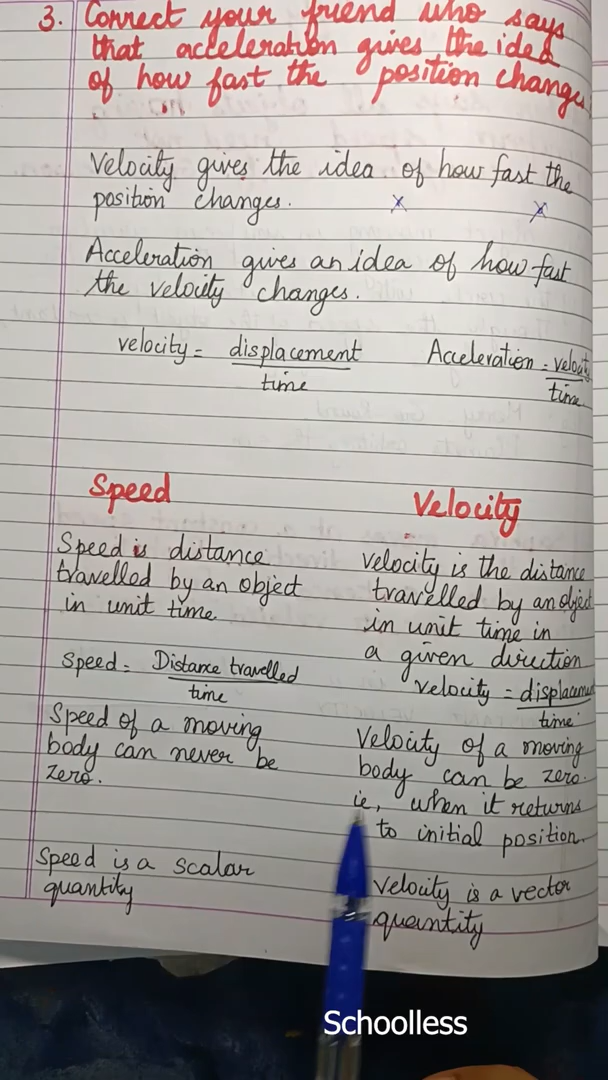 3. Correct your friend who says
that acceleration gives the idea
of how fast the position change
Velocity gives the idea of how fast the
position changes.
x x
Acceleration gives an idea of how fast
the velocity changes.
velocity = displacement
time
Acceleration = velocity
time
Speed
Speed is distance
travelled by an object
in unit time.
Speed = Distance travelled
time
Speed of a moving
body can never be
zero.
Speed is a scalar
quantity
Velocity
Velocity is the distance
travelled by an object
in unit time in
a given direction
velocity = displacement
time
Velocity of a moving
body can be zero.
ie, when it returns
to initial position.
Velocity is a vector
quantity
Schoolless